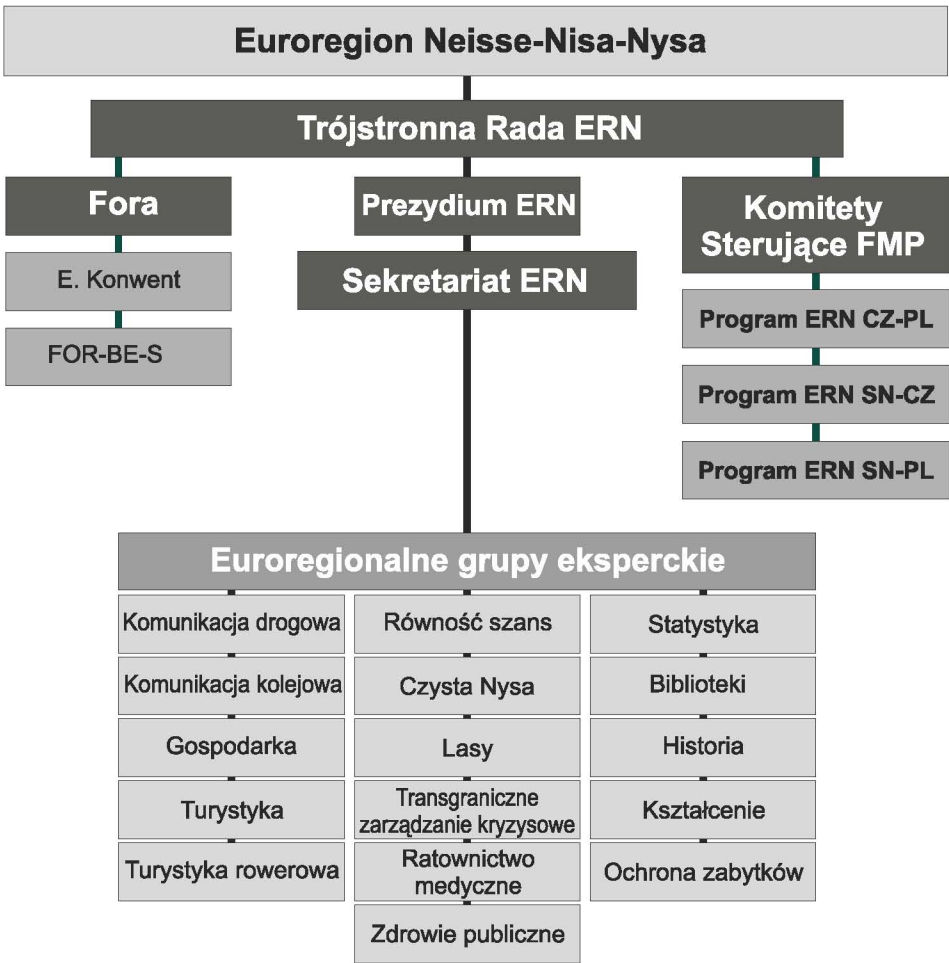 Euroregion Neisse-Nisa-Nysa
Trójstronna Rada ERN
Fora
E. Konwent
FOR-BE-S
Prezydium ERN
Sekretariat ERN
Komitety
Sterujące FMP
Program ERN CZ-PL
Program ERN SN-CZ
Program ERN SN-PL
Euroregionalne grupy eksperckie
Komunikacja drogowa
Komunikacja kolejowa
Gospodarka
Turystyka
Turystyka rowerowa
Równość szans
Czysta Nysa
Lasy
Transgraniczne
zarządzanie kryzysowe
Ratownictwo
medyczne
Zdrowie publiczne
Statystyka
Biblioteki
Historia
Kształcenie
Ochrona zabytków